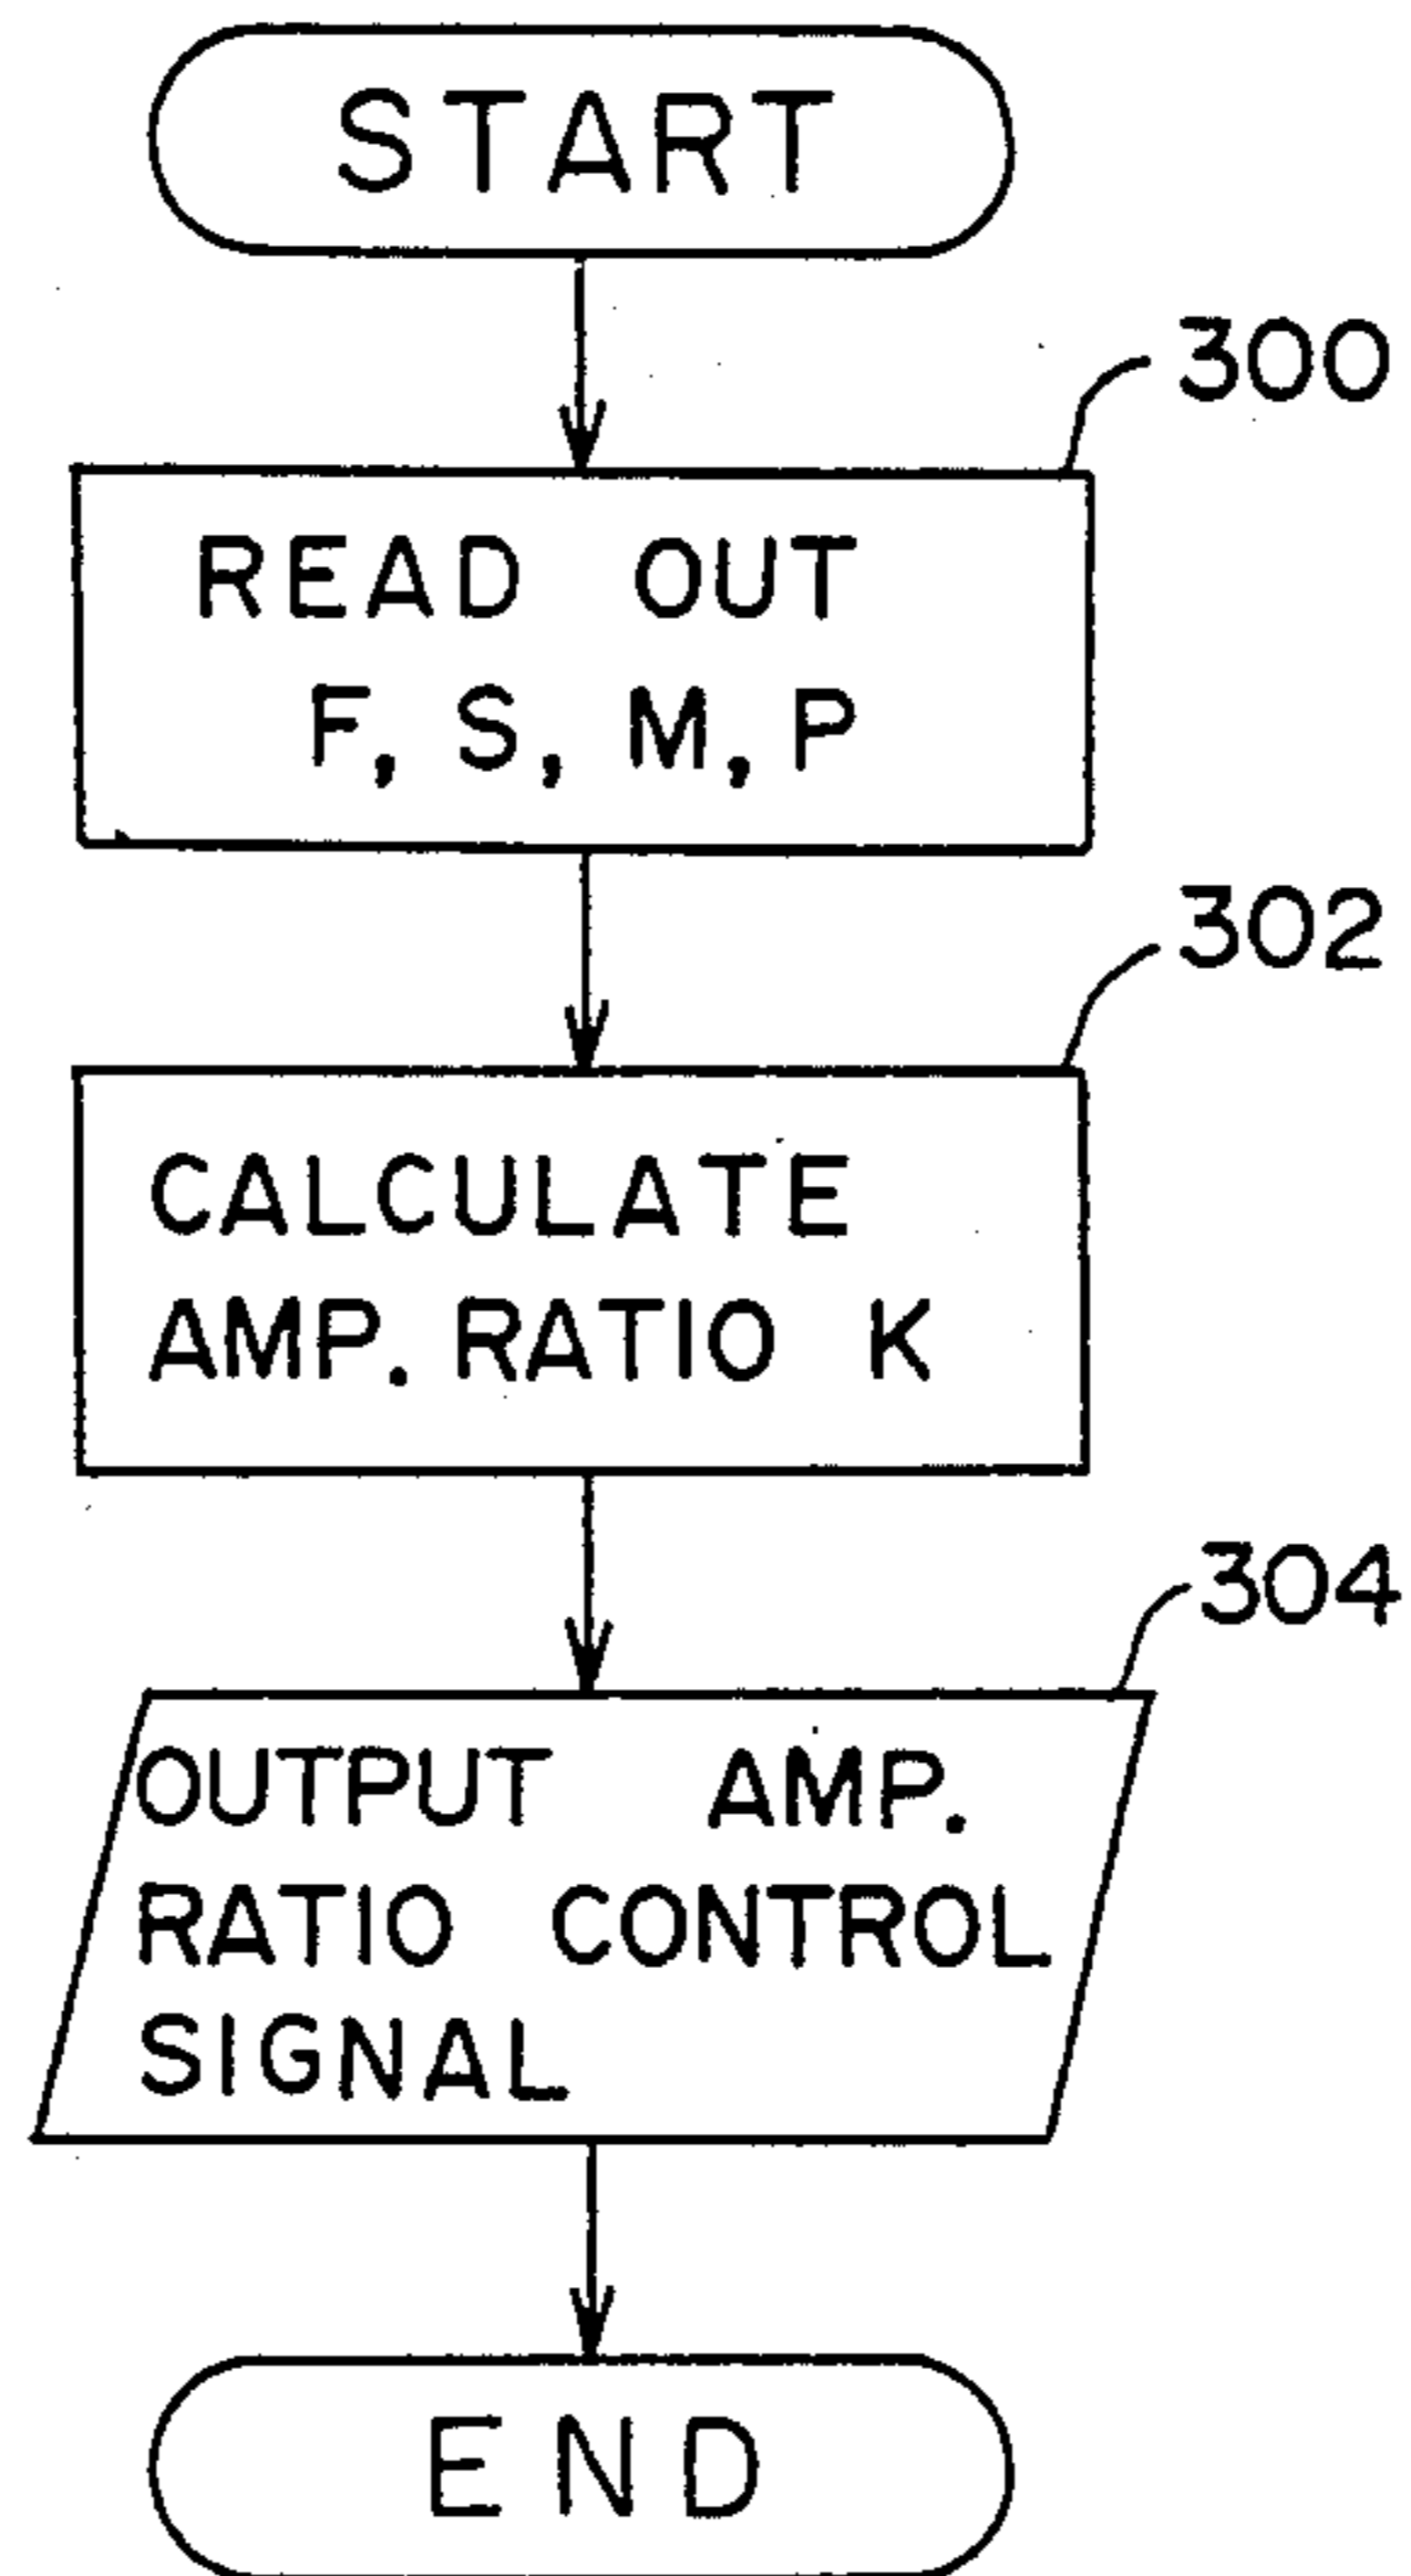 START
300
READ OUT
F, S, M, P
302
CALCULATE
AMP. RATIO K
304
OUTPUT AMP.
RATIO CONTROL
SIGNAL
END